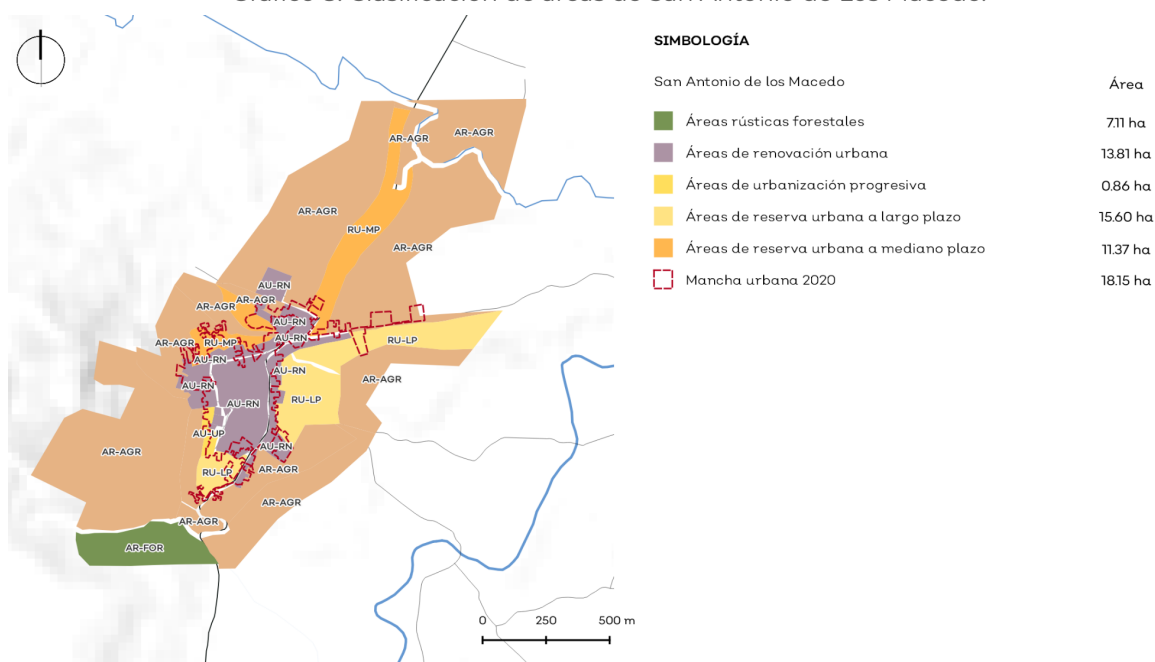 SIMBOLOGÍA
San Antonio de los Macedo Área
Áreas rústicas forestales 7.11 ha
Áreas de renovación urbana 13.81 ha
Áreas de urbanización progresiva 0.86 ha
Áreas de reserva urbana a largo plazo 15.60 ha
Áreas de reserva urbana a mediano plazo 11.37 ha
Mancha urbana 2020 18.15 ha
AR-AGR
AR-AGR
AR-AGR
RU-MP
AR-AGR
AU-RN
AR-AGR
AR-AGR
AU-RN
AU-RN
AR-AGR
RU-MP
RU-LP
AU-RN
AU-RN
AR-AGR
AU-RN
RU-LP
AU-RN
AU-UP
AU-RN
AR-AGR
RU-LP
AR-AGR
AR-AGR
AR-AGR
AR-FOR
0 250 500 m